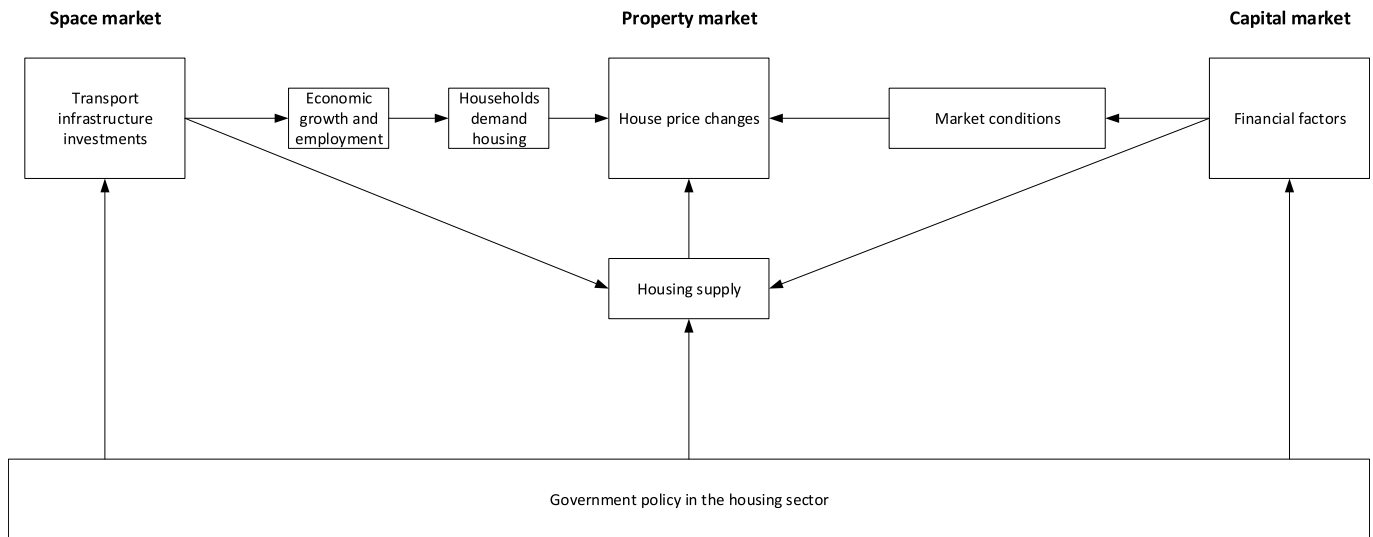 Space market
Property market
Capital market
Transport
infrastructure
investments
Economic
growth and
employment
Households
demand
housing
House price changes
Market conditions
Financial factors
Housing supply
Government policy in the housing sector